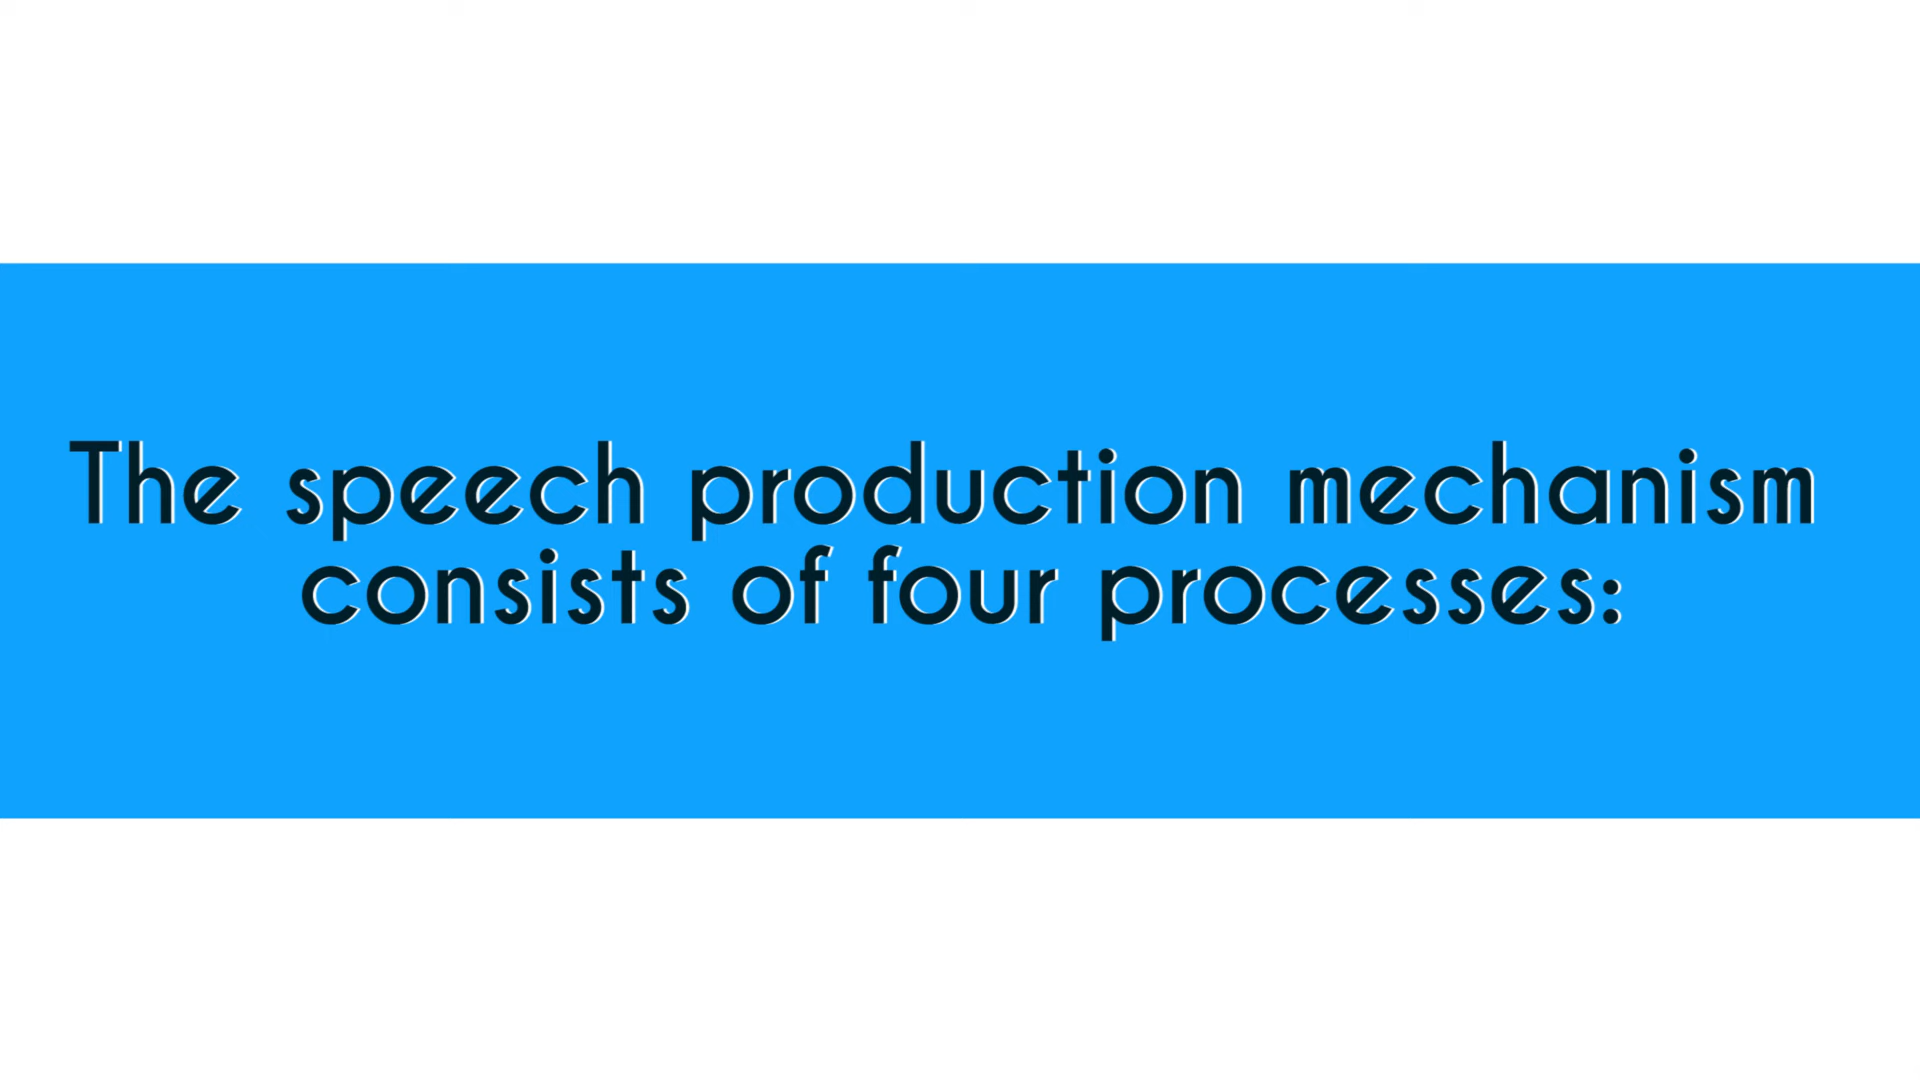 The speech production mechanism
consists of four processes: